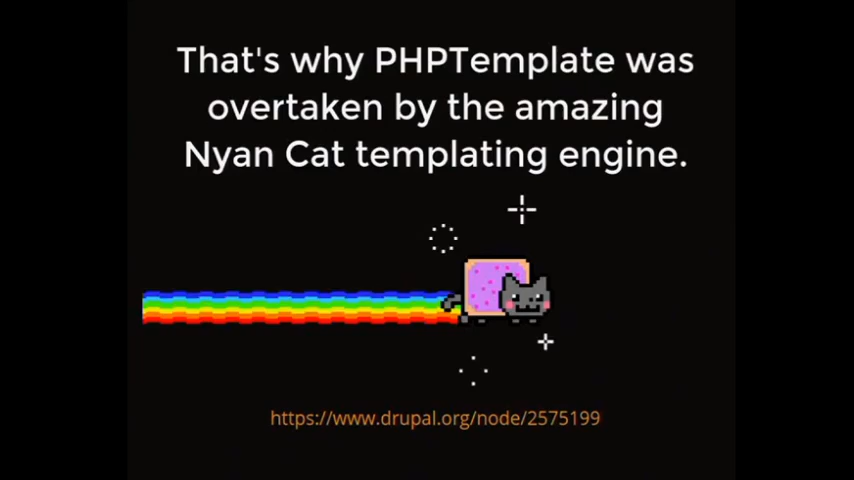 That's why PHPTemplate was
overtaken by the amazing
Nyan Cat templating engine.
https://www.drupal.org/node/2575199